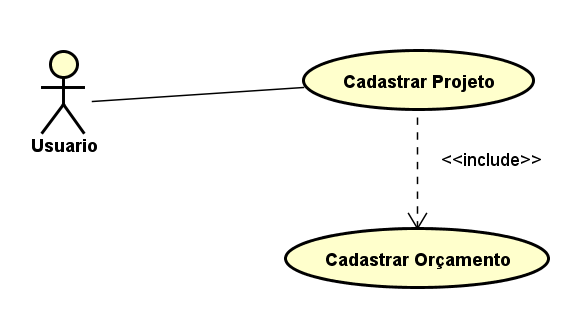 Cadastrar Projeto
Usuario
<<include>>
Cadastrar Orçamento